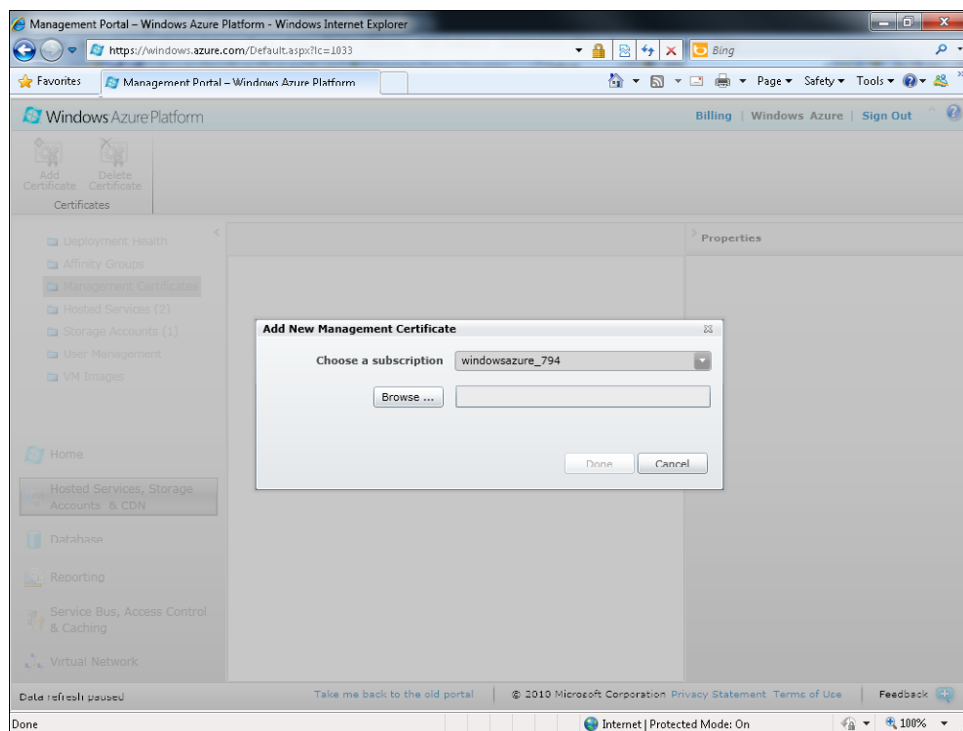 Management Portal – Windows Azure Platform - Windows Internet Explorer
https://windows.azure.com/Default.aspx?lc=1033
Bing
Favorites
Management Portal – Windows Azure Platform
Page
Safety
Tools
Windows Azure Platform
Billing | Windows Azure | Sign Out
Add Certificate
Delete Certificate
Certificates
Deployment Health
Affinity Groups
Management Certificates
Hosted Services (2)
Storage Accounts (1)
User Management
VM Images
Properties
Add New Management Certificate
Choose a subscription
windowsazure_794
Browse ...
Done
Cancel
Home
Hosted Services, Storage
Accounts & CDN
Database
Reporting
Service Bus, Access Control
& Caching
Virtual Network
Data refresh paused
Take me back to the old portal
© 2010 Microsoft Corporation Privacy Statement Terms of Use
Feedback
Done
Internet | Protected Mode: On
100%